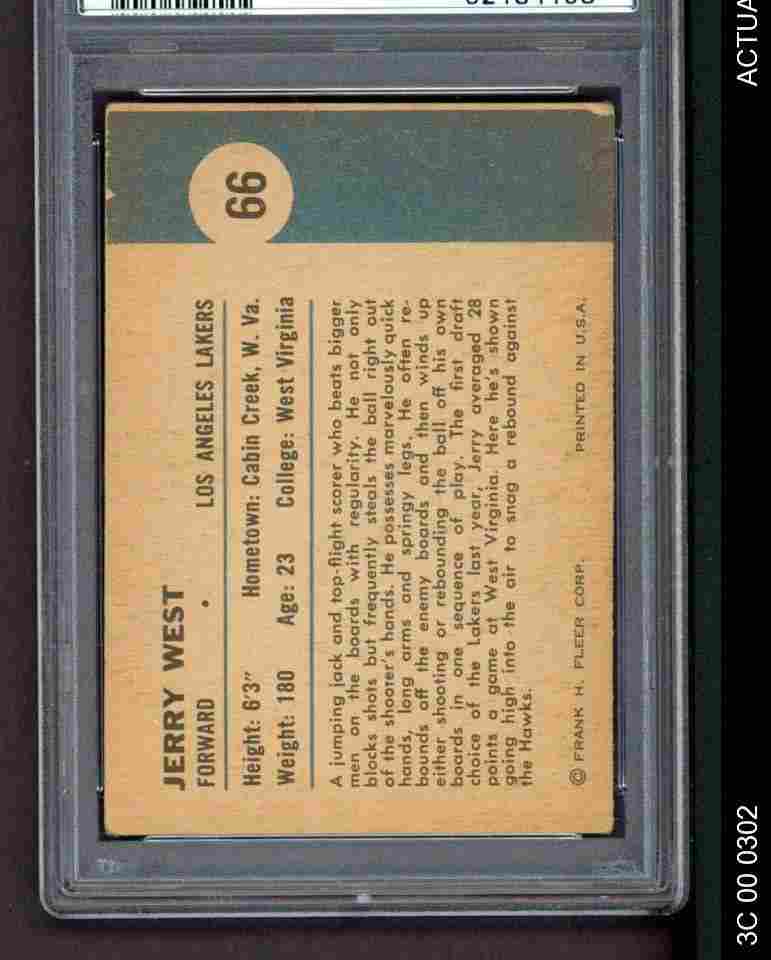 66
JERRY WEST
FORWARD • LOS ANGELES LAKERS
Height: 6'3" Hometown: Cabin Creek, W. Va.
Weight: 180 Age: 23 College: West Virginia
A jumping jack and top-flight scorer who beats bigger
men on the boards with regularity. He not only
blocks shots but frequently steals the ball right out
of the shooter's hands. He possesses marvelously quick
hands, long arms and springy legs. He often re-
bounds off the enemy boards and then winds up
either shooting or rebounding the ball off his own
boards in one sequence of play. The first draft
choice of the Lakers last year, Jerry averaged 28
points a game at West Virginia. Here he's shown
going high into the air to snag a rebound against
the Hawks.
© FRANK H. FLEER CORP. PRINTED IN U.S.A.
3C 00 0302 ACTUA